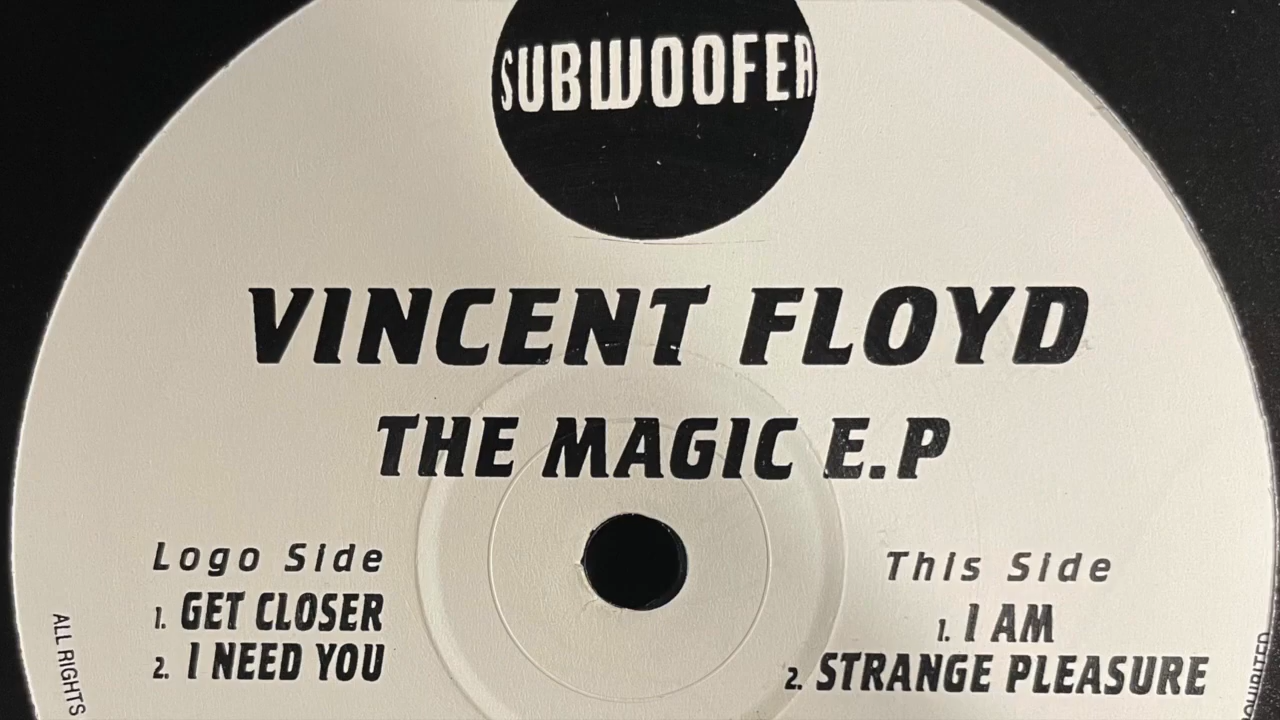 SUBWOOFER
VINCENT FLOYD
THE MAGIC E.P
Logo Side
1. GET CLOSER
2. I NEED YOU
This Side
1. I AM
2. STRANGE PLEASURE
ALL RIGHTS